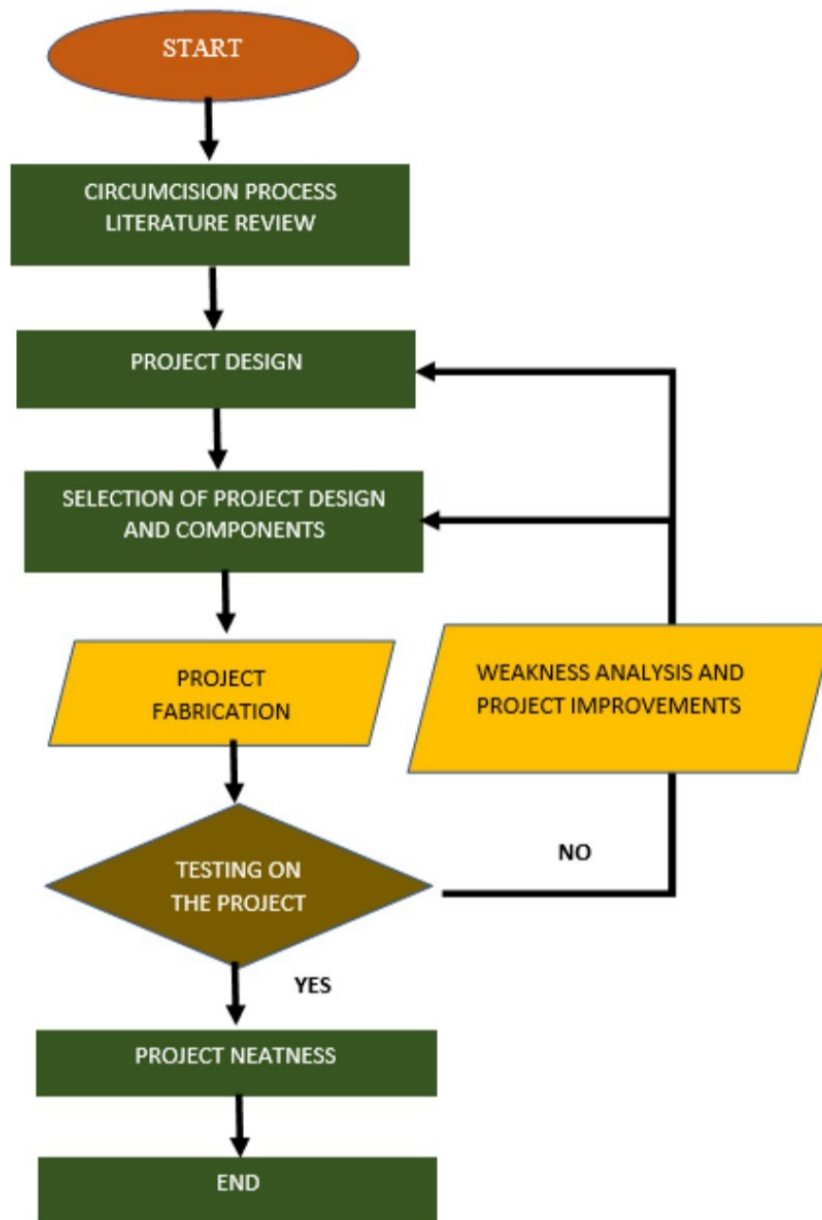 START
CIRCUMCISION PROCESS
LITERATURE REVIEW
PROJECT DESIGN
SELECTION OF PROJECT DESIGN
AND COMPONENTS
PROJECT
FABRICATION
WEAKNESS ANALYSIS AND
PROJECT IMPROVEMENTS
TESTING ON
THE PROJECT
NO
YES
PROJECT NEATNESS
END